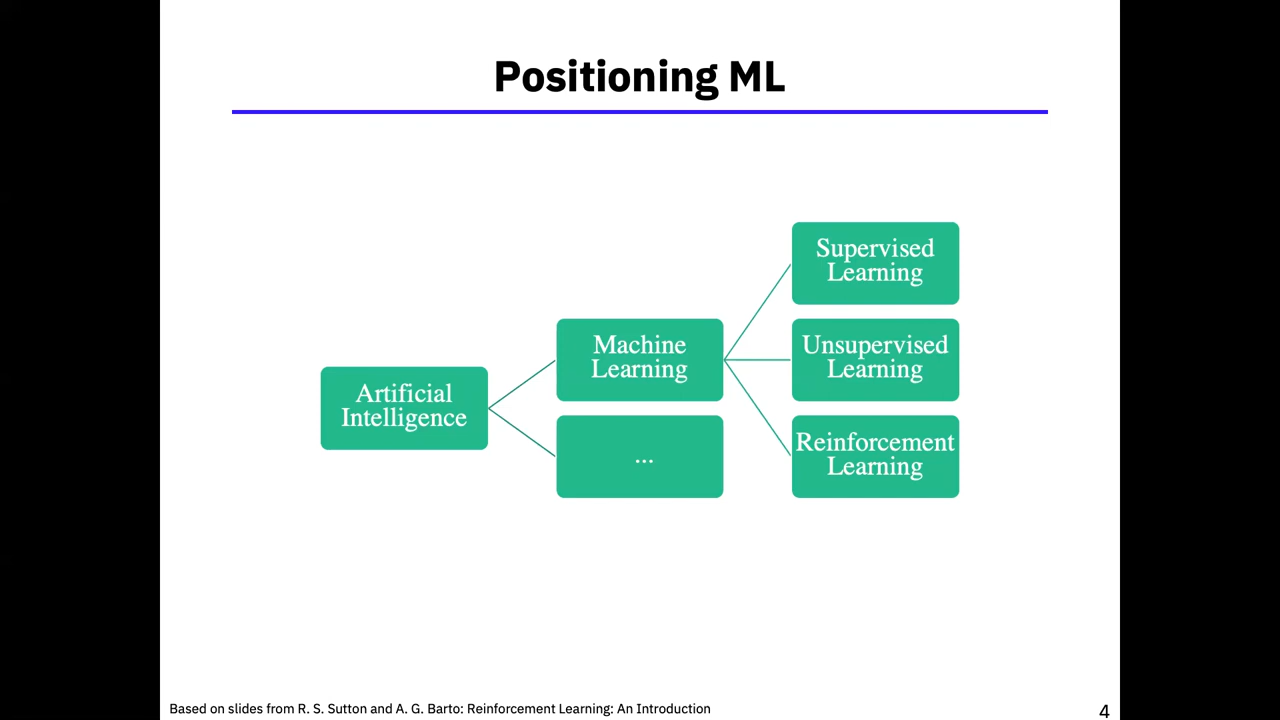 Positioning ML
Artificial
Intelligence
Machine
Learning
...
Supervised
Learning
Unsupervised
Learning
Reinforcement
Learning
Based on slides from R. S. Sutton and A. G. Barto: Reinforcement Learning: An Introduction
4